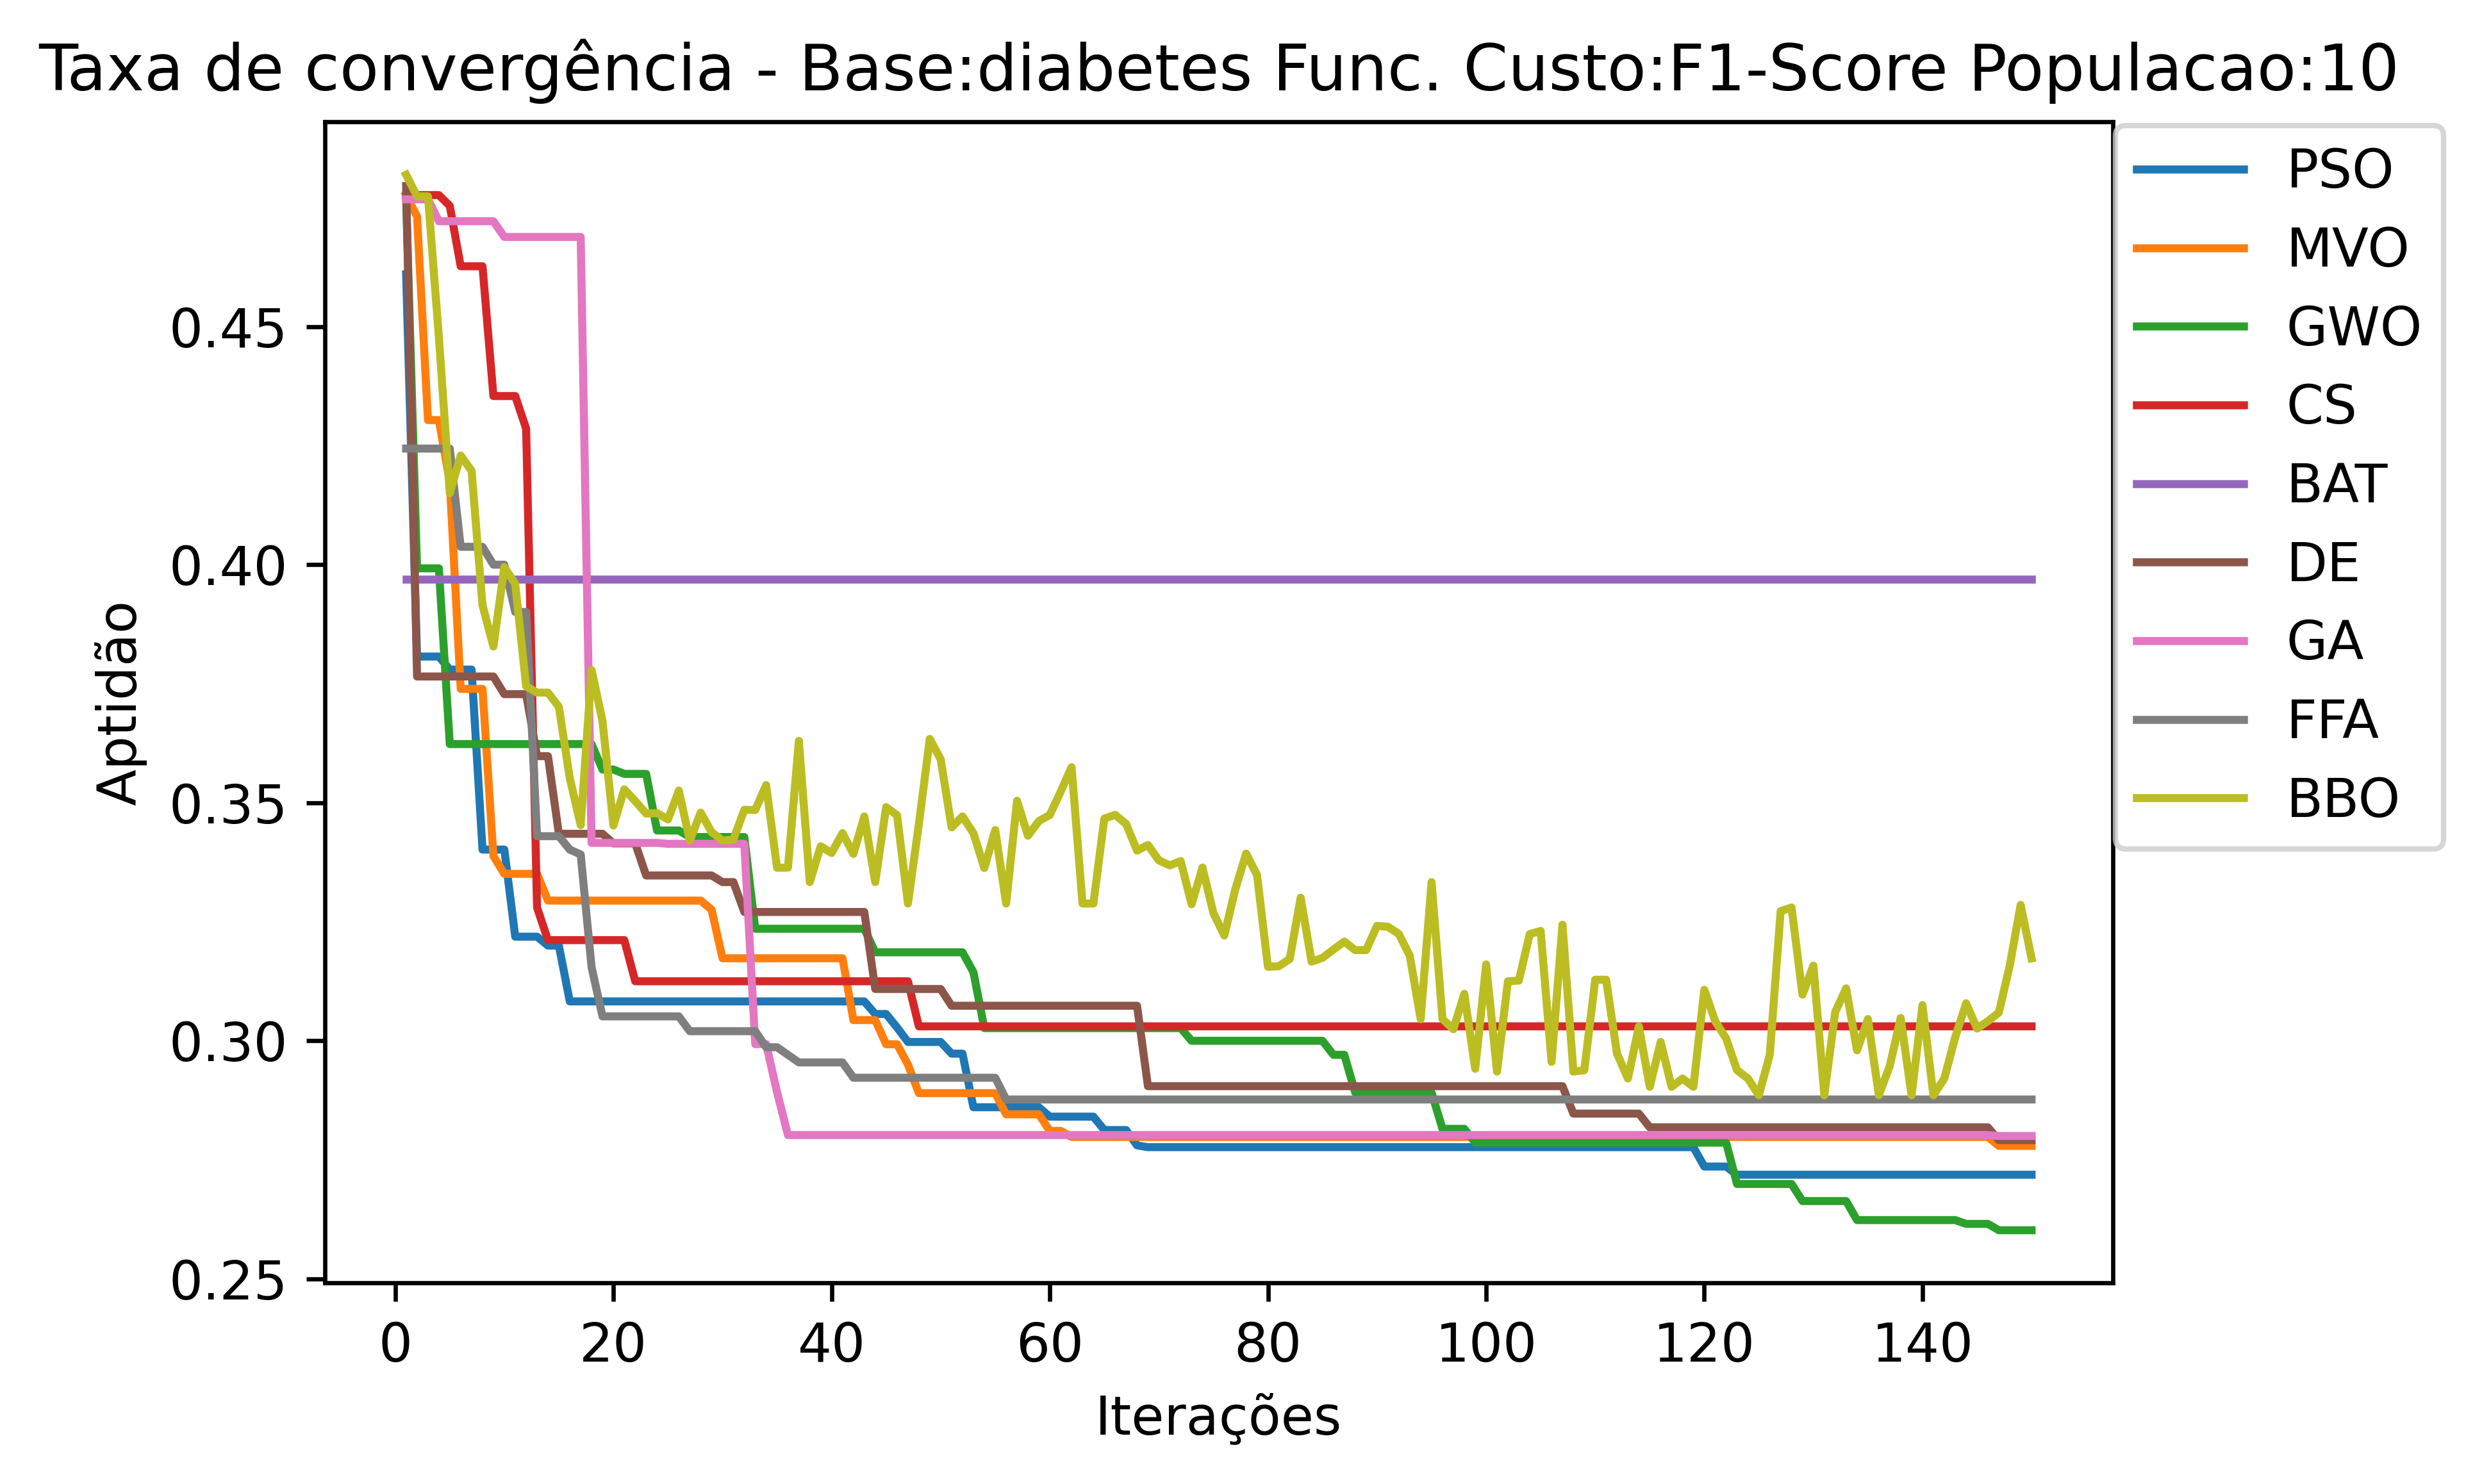 Taxa de convergência - Base:diabetes Func. Custo:F1-Score Populacao:10
PSO
MVO
GWO
CS
BAT
DE
GA
FFA
BBO
Aptidão
0.45
0.40
0.35
0.30
0.25
0 20 40 60 80 100 120 140
Iterações